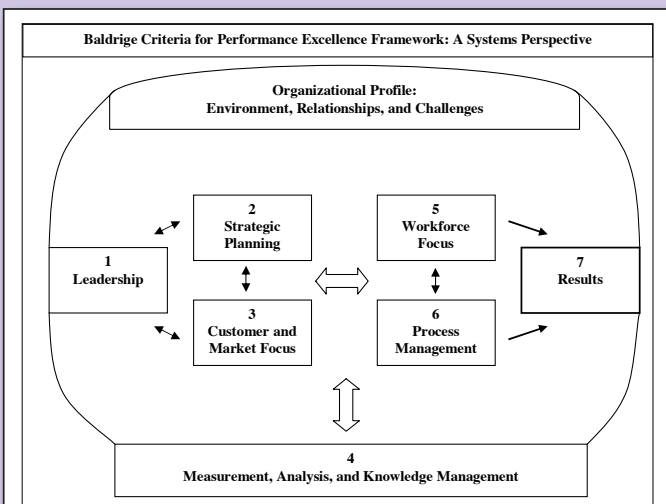 Baldrige Criteria for Performance Excellence Framework: A Systems Perspective
Organizational Profile:
Environment, Relationships, and Challenges
2
Strategic
Planning
5
Workforce
Focus
1
Leadership
7
Results
3
Customer and
Market Focus
6
Process
Management
4
Measurement, Analysis, and Knowledge Management